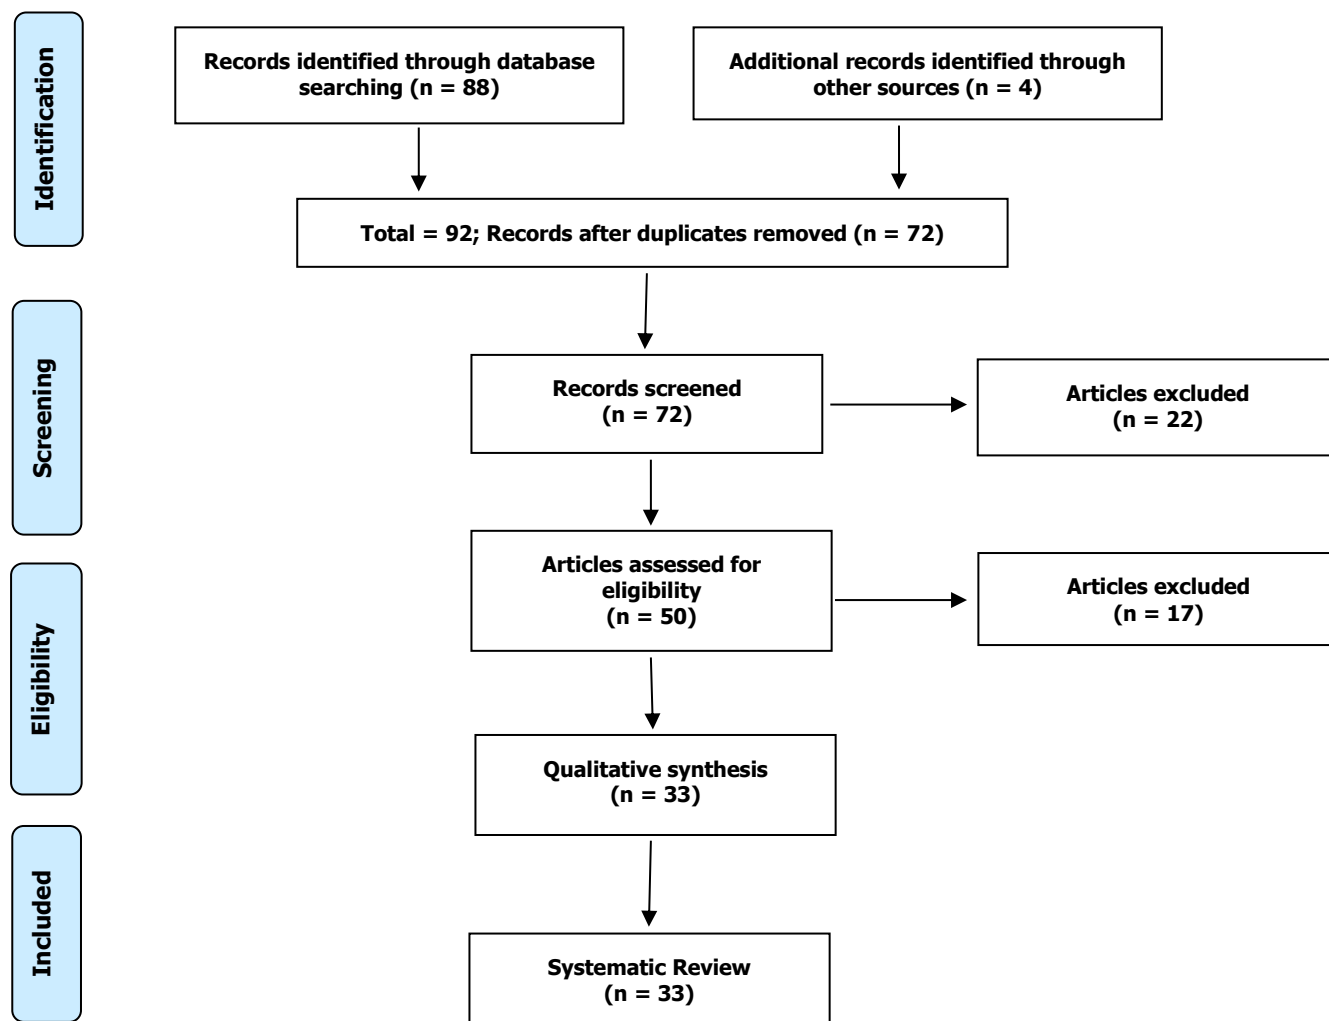 Identification
Records identified through database
searching (n = 88)
Additional records identified through
other sources (n = 4)
Total = 92; Records after duplicates removed (n = 72)
Screening
Records screened
(n = 72)
Articles excluded
(n = 22)
Eligibility
Articles assessed for
eligibility
(n = 50)
Articles excluded
(n = 17)
Qualitative synthesis
(n = 33)
Included
Systematic Review
(n = 33)